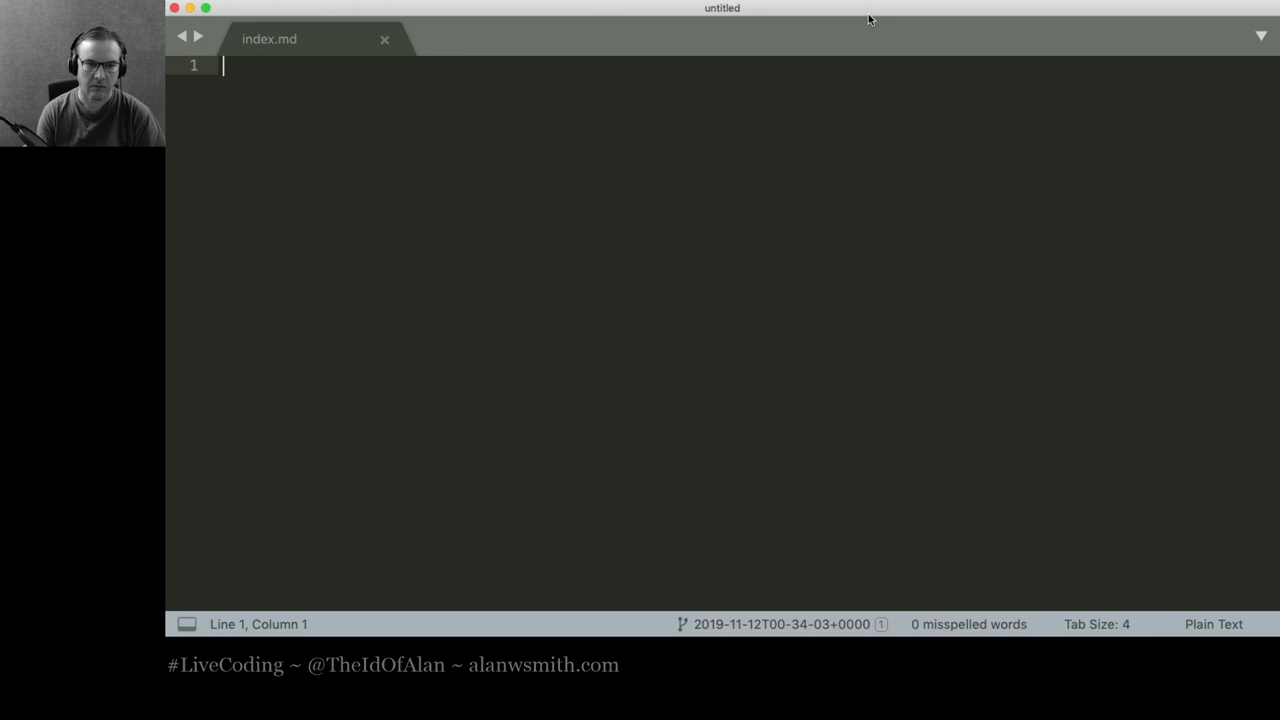 untitled
index.md
1
Line 1, Column 1
2019-11-12T00-34-03+0000 1
0 misspelled words
Tab Size: 4
Plain Text
#LiveCoding ~ @TheIdOfAlan ~ alanwsmith.com